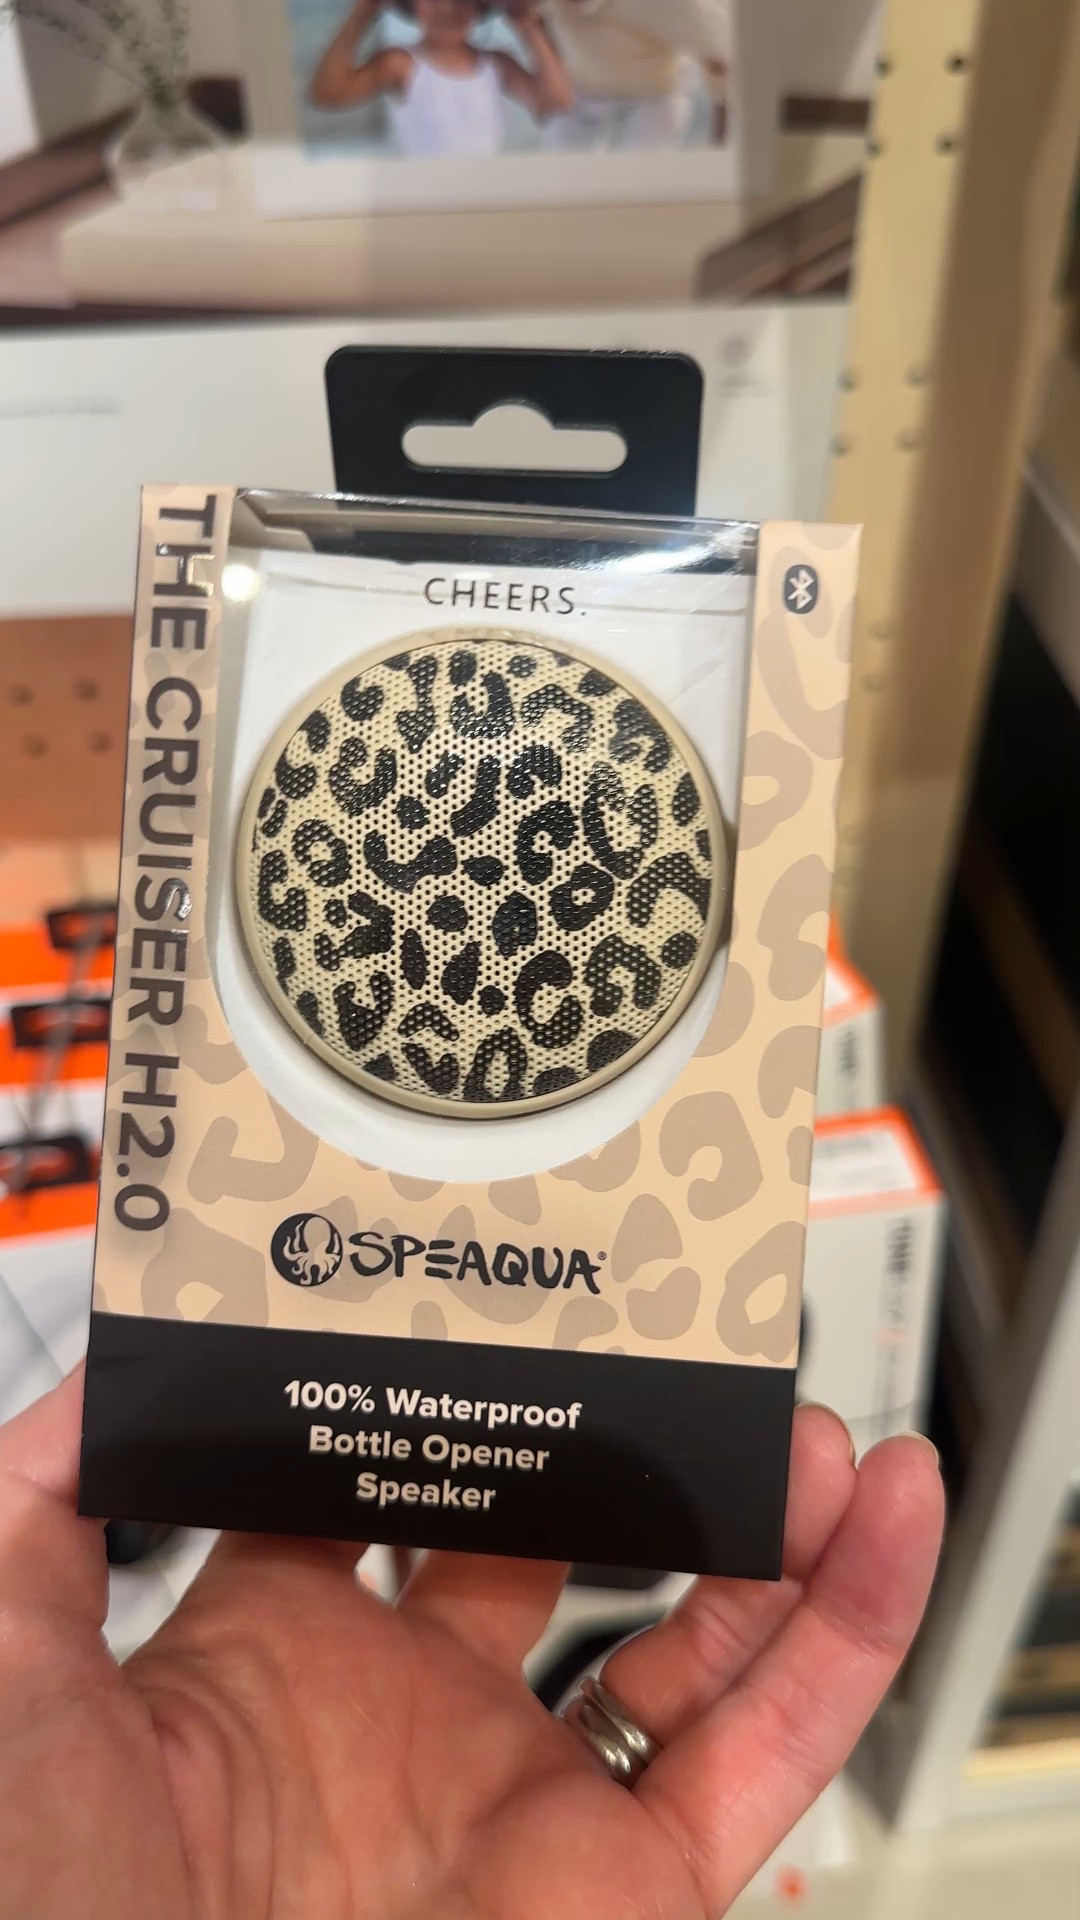 CHEERS.
THE CRUISER H2.0
SPEAQUA®
100% Waterproof
Bottle Opener
Speaker